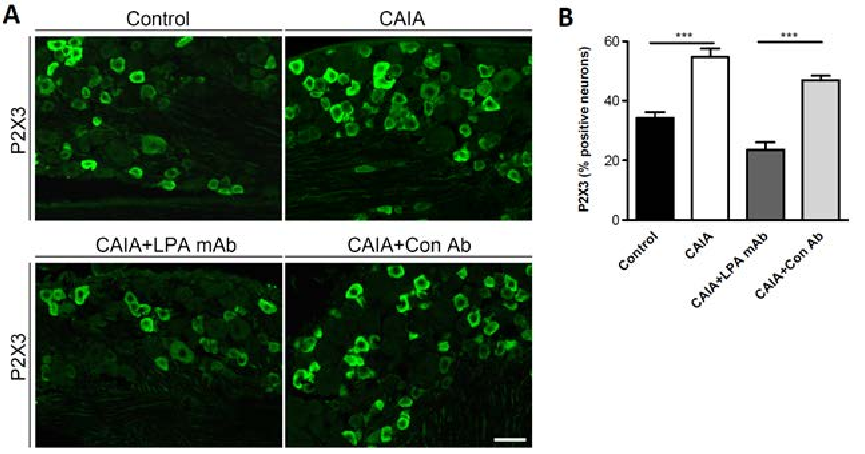 A
Control
CAIA
P2X3
CAIA+LPA mAb
CAIA+Con Ab
P2X3
B
***
***
60
40
20
0
P2X3 (% positive neurons)
Control
CAIA
CAIA+LPA mAb
CAIA+Con Ab